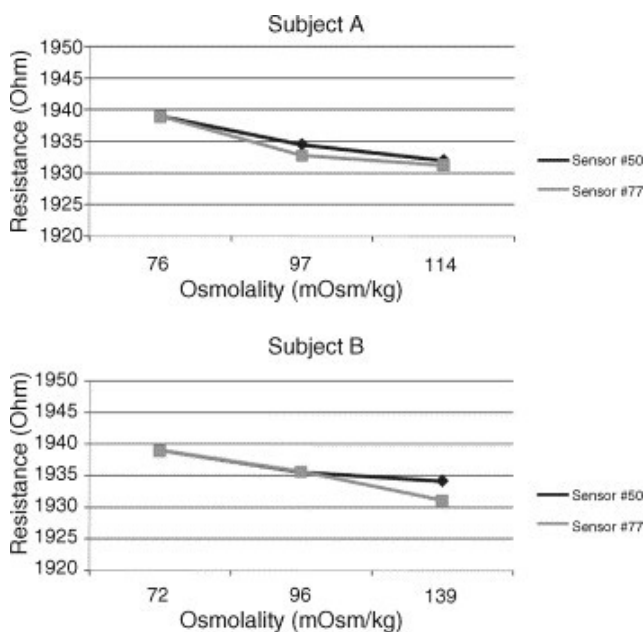 Subject A
Resistance (Ohm)
1950
1945
1940
1935
1930
1925
1920
76 97 114
Osmolality (mOsm/kg)
Sensor #50
Sensor #77
Subject B
Resistance (Ohm)
1950
1945
1940
1935
1930
1925
1920
72 96 139
Osmolality (mOsm/kg)
Sensor #50
Sensor #77